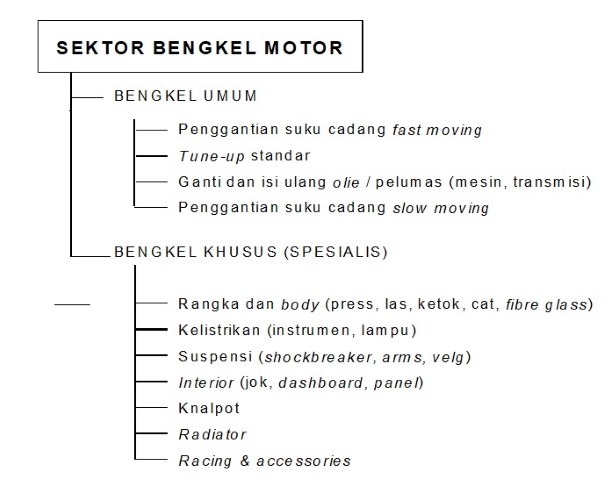 SEKTOR BENGKEL MOTOR
BENGKEL UMUM
Penggantian suku cadang fast moving
Tune-up standar
Ganti dan isi ulang olie / pelumas (mesin, transmisi)
Penggantian suku cadang slow moving
BENGKEL KHUSUS (SPESIALIS)
Rangka dan body (press, las, ketok, cat, fibre glass)
Kelistrikan (instrumen, lampu)
Suspensi (shockbreaker, arms, velg)
Interior (jok, dashboard, panel)
Knalpot
Radiator
Racing & accessories